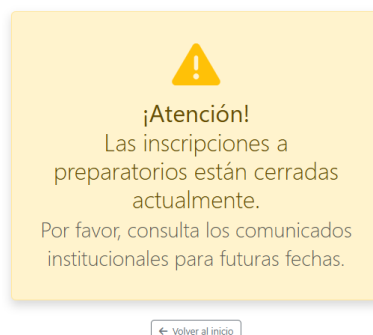 ¡Atención!
Las inscripciones a
preparatorios están cerradas
actualmente.
Por favor, consulta los comunicados
institucionales para futuras fechas.
← Volver al inicio